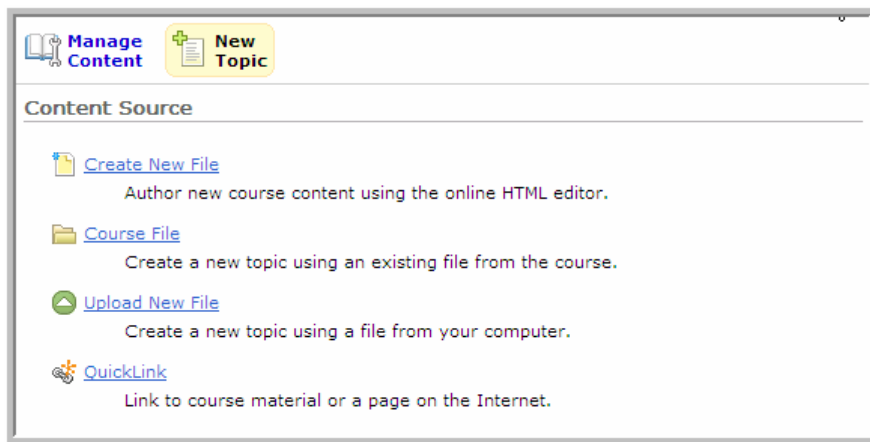 Manage
Content
New
Topic
Content Source
Create New File
Author new course content using the online HTML editor.
Course File
Create a new topic using an existing file from the course.
Upload New File
Create a new topic using a file from your computer.
QuickLink
Link to course material or a page on the Internet.